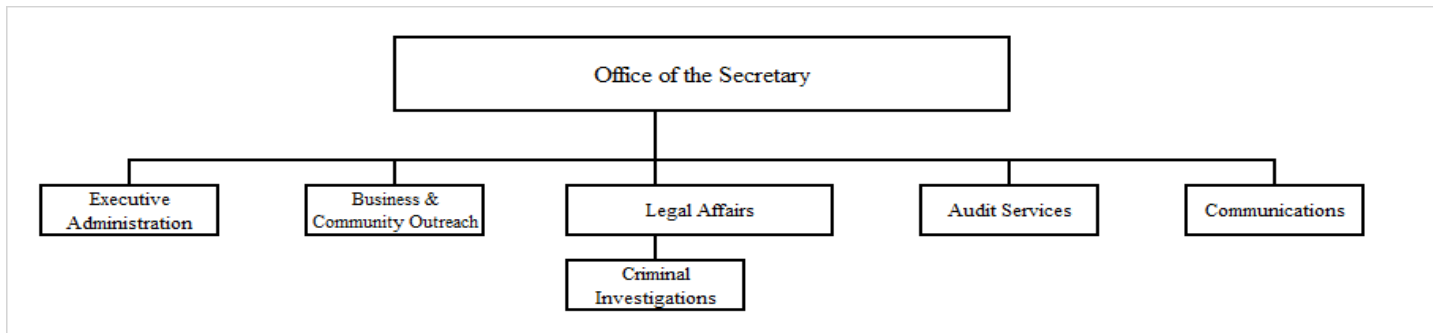 Office of the Secretary
Executive
Administration
Business &
Community Outreach
Legal Affairs
Audit Services
Communications
Criminal
Investigations